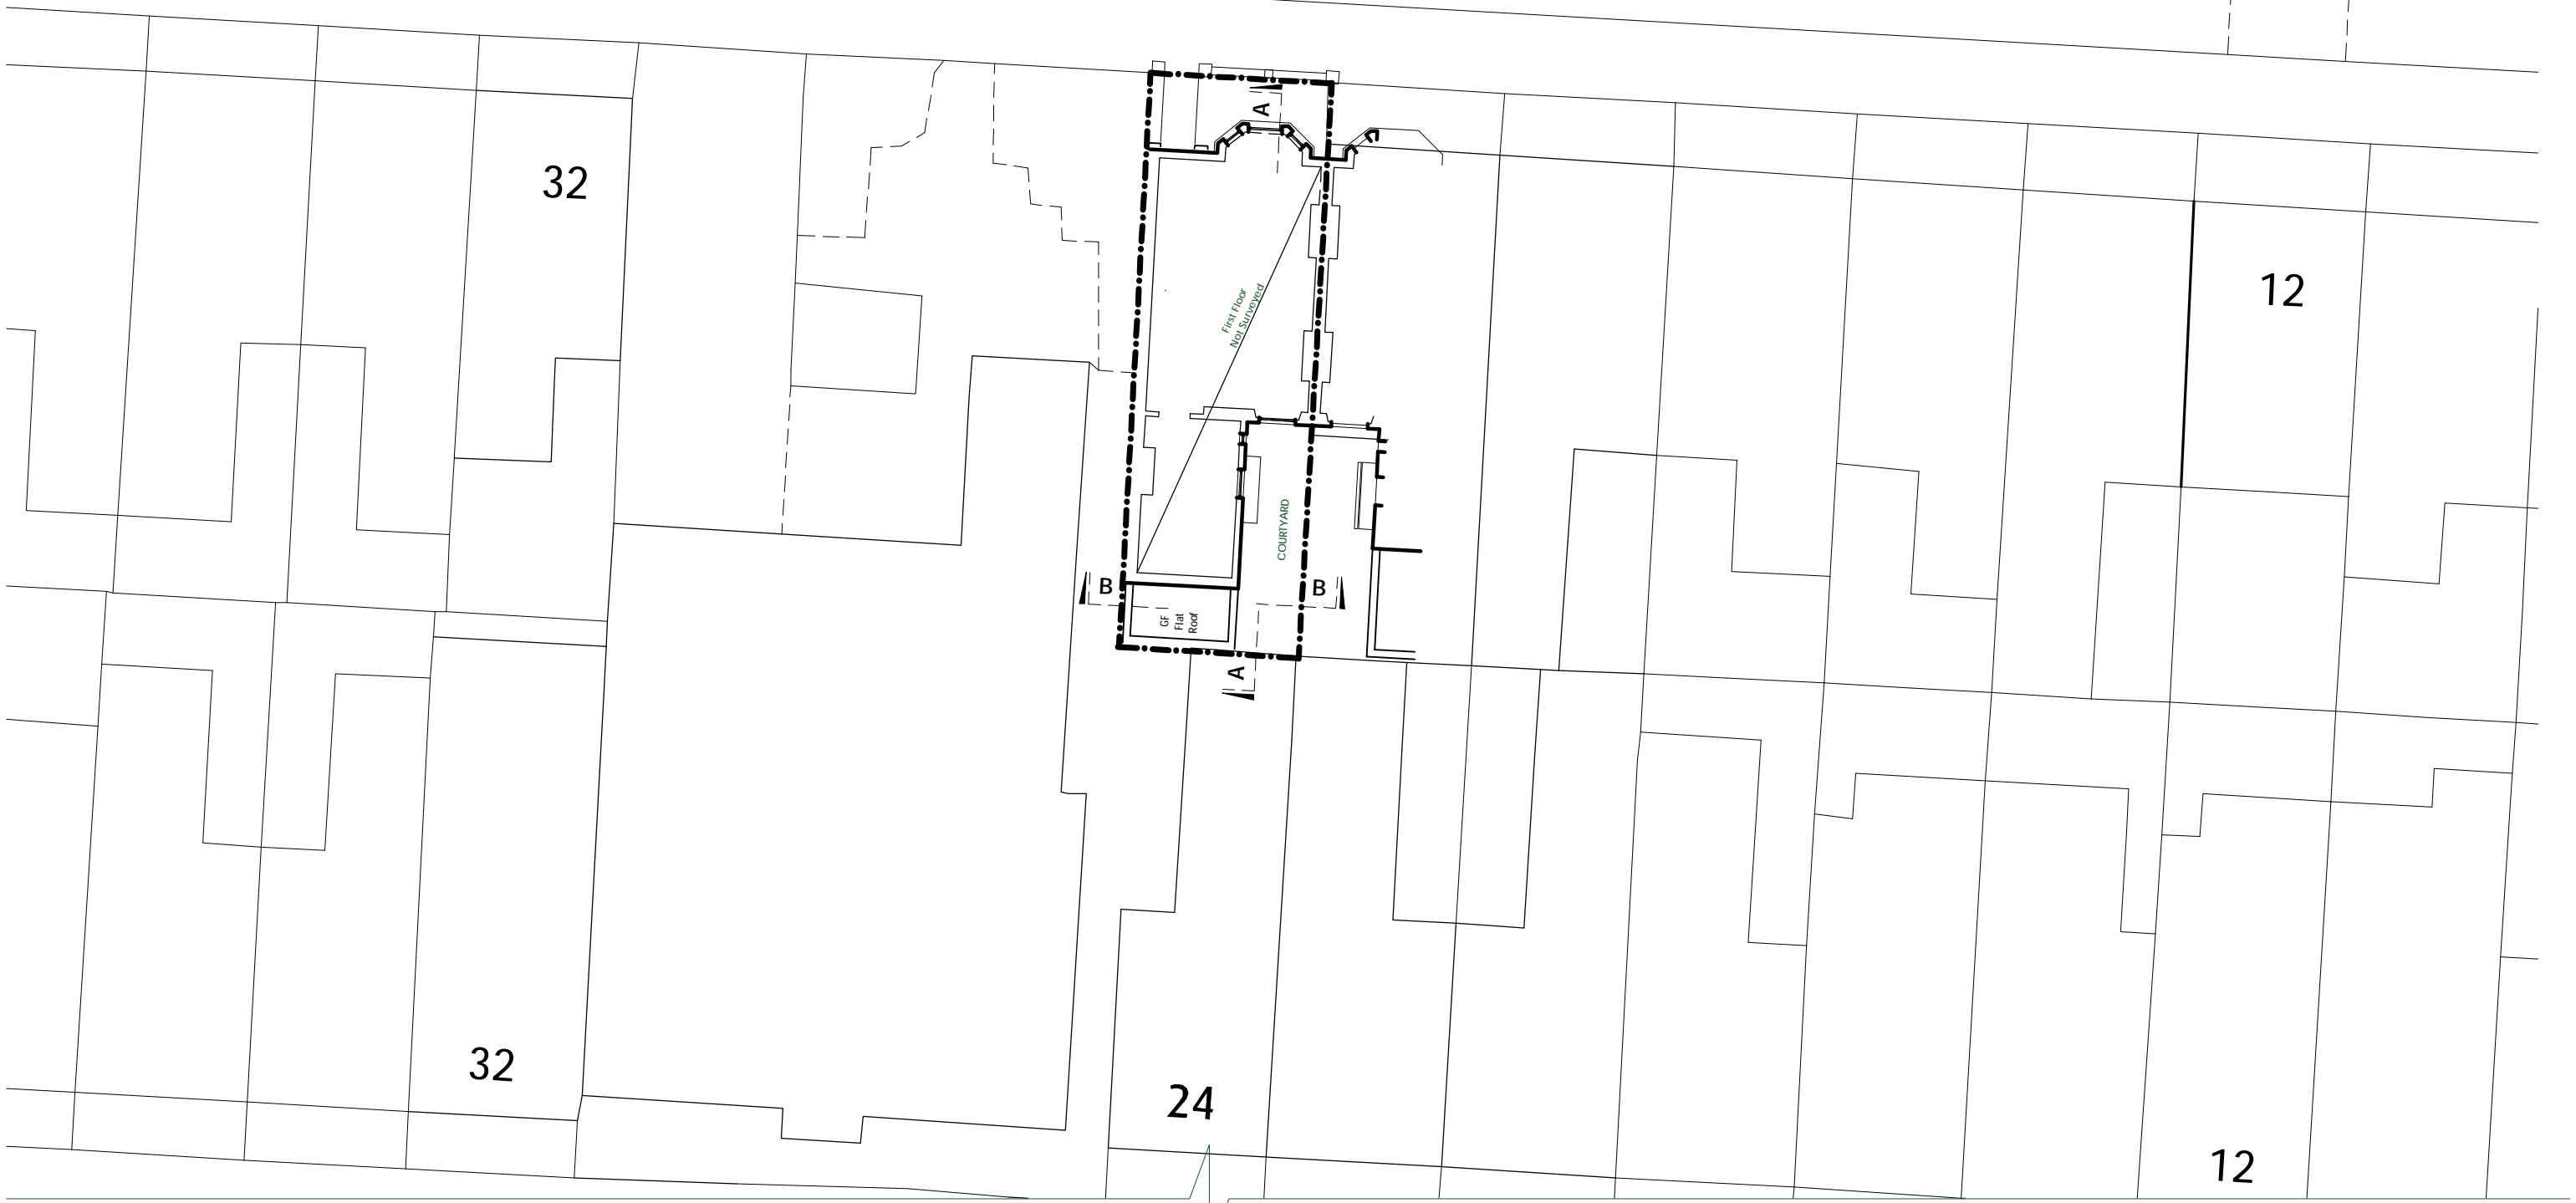 A
32
12
First Floor
Not Surveyed
COURTYARD
B
B
GF
Flat
Roof
A
32
24
12